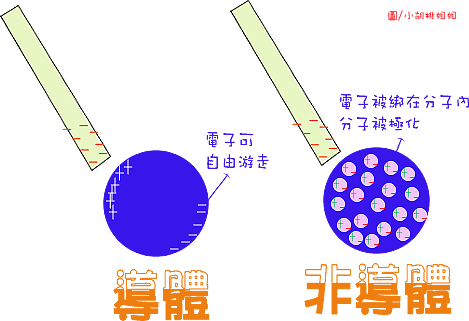 圖/小胡桃姐姐
電子可
自由游走
電子被綁在分子內
分子被極化
導體
非導體